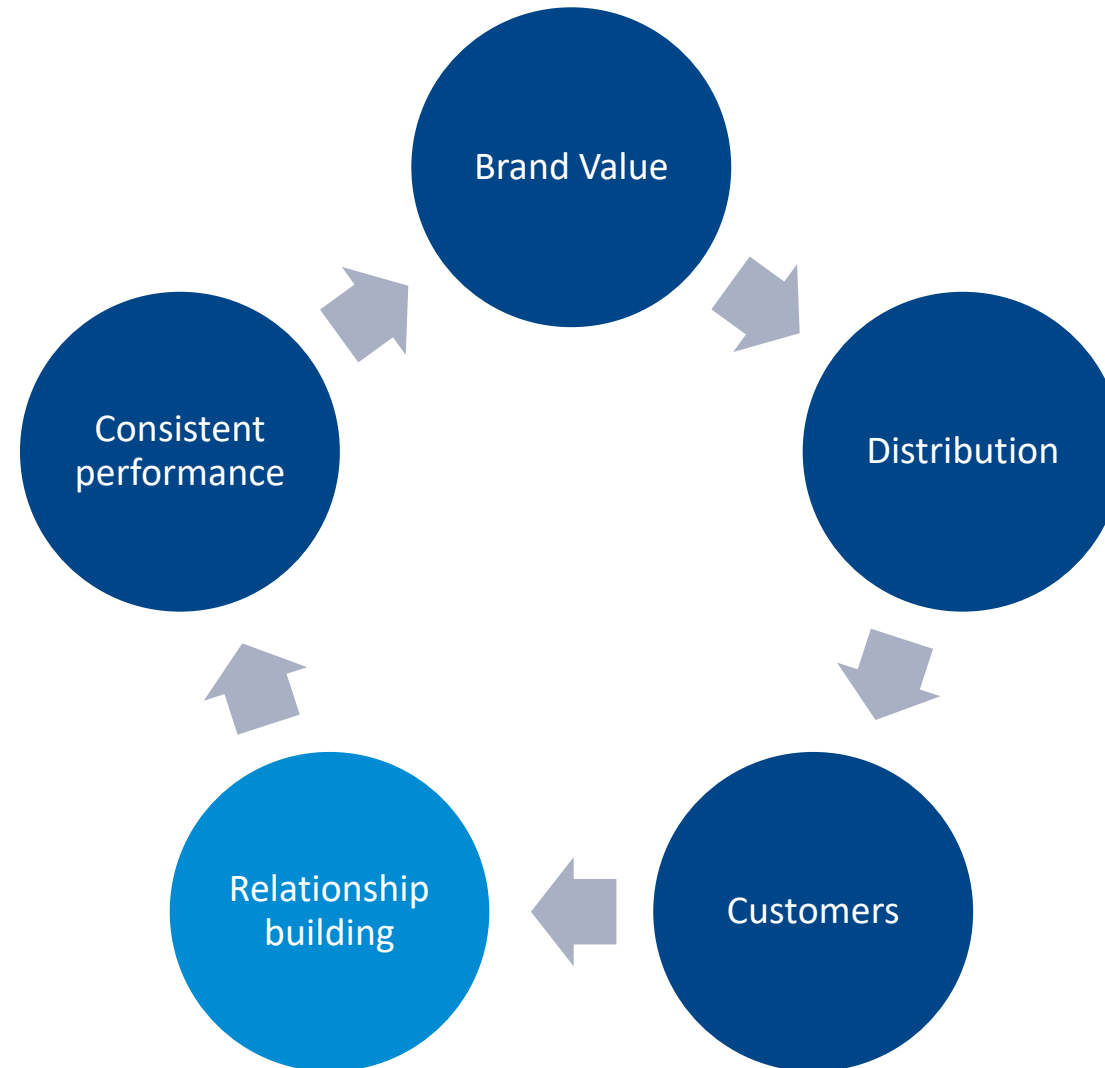 Brand Value
Distribution
Customers
Relationship
building
Consistent
performance